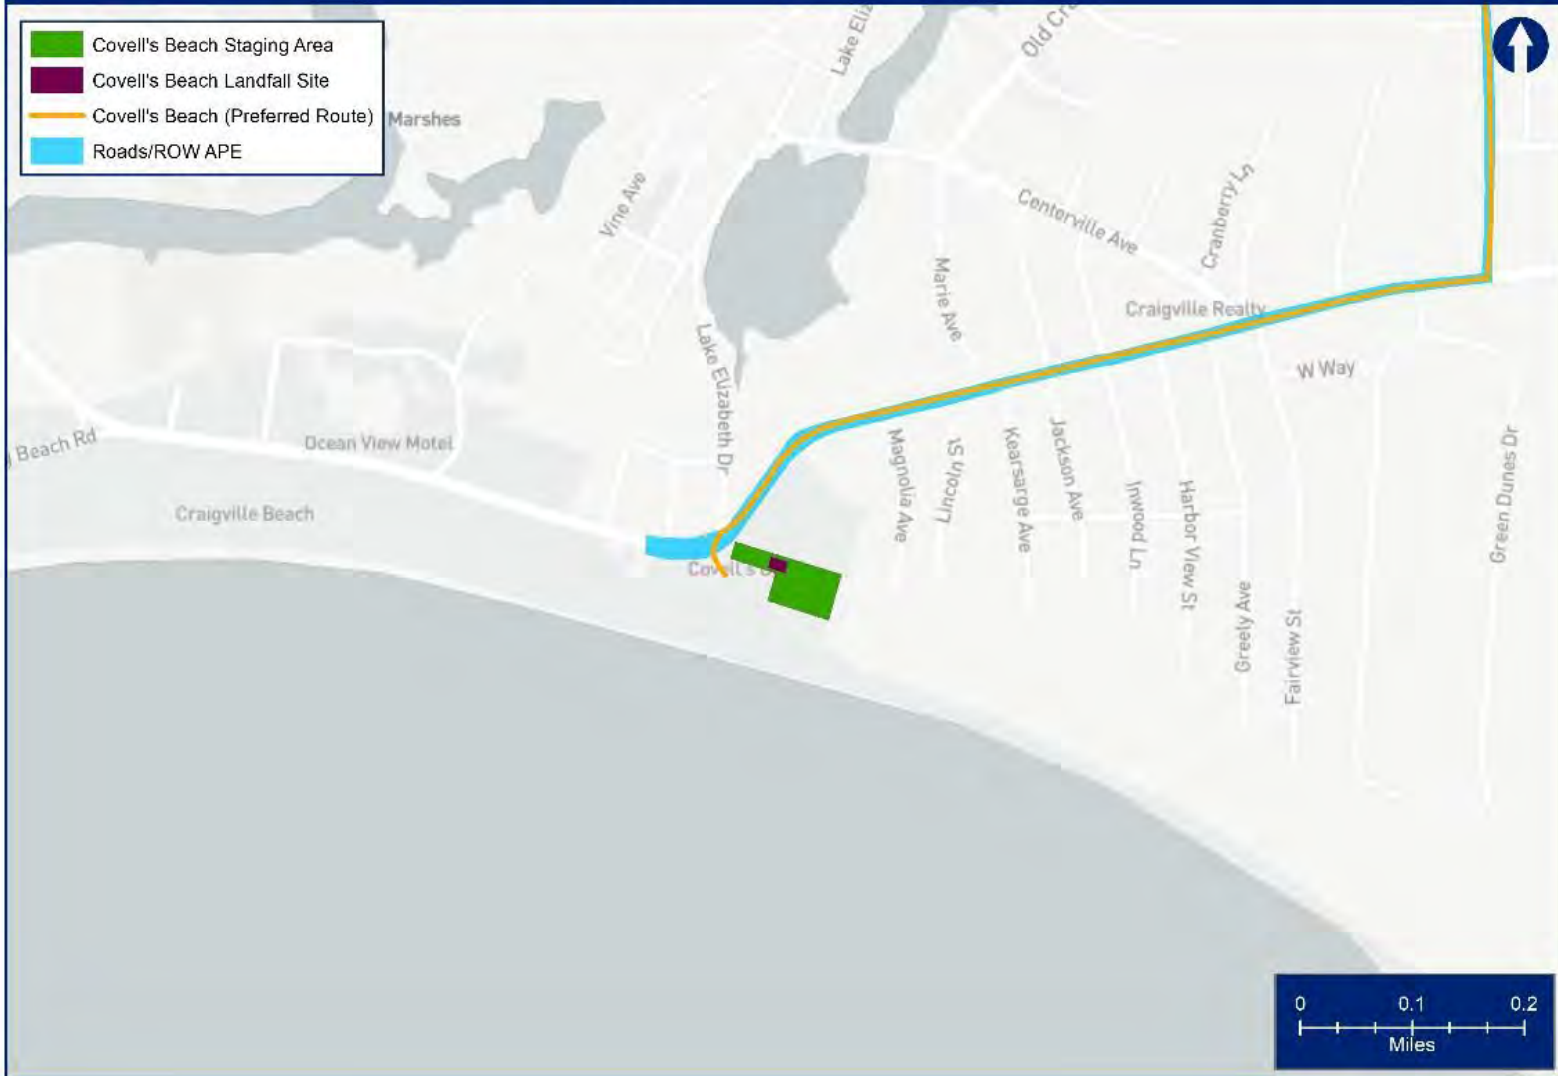 Covell's Beach Staging Area
Covell's Beach Landfall Site
Covell's Beach (Preferred Route)
Roads/ROW APE
Marshes
Lake Eliz
Old Cra
Vine Ave
Centerville Ave
Cranberry Ln
Marie Ave
Craigville Realty
Lake Elizabeth Dr
W Way
Beach Rd
Ocean View Motel
Craigville Beach
Magnolia Ave
Lincoln St
Kearsarge Ave
Jackson Ave
Inwood Ln
Harbor View St
Greely Ave
Fairview St
Green Dunes Dr
Covell's
0 0.1 0.2
Miles